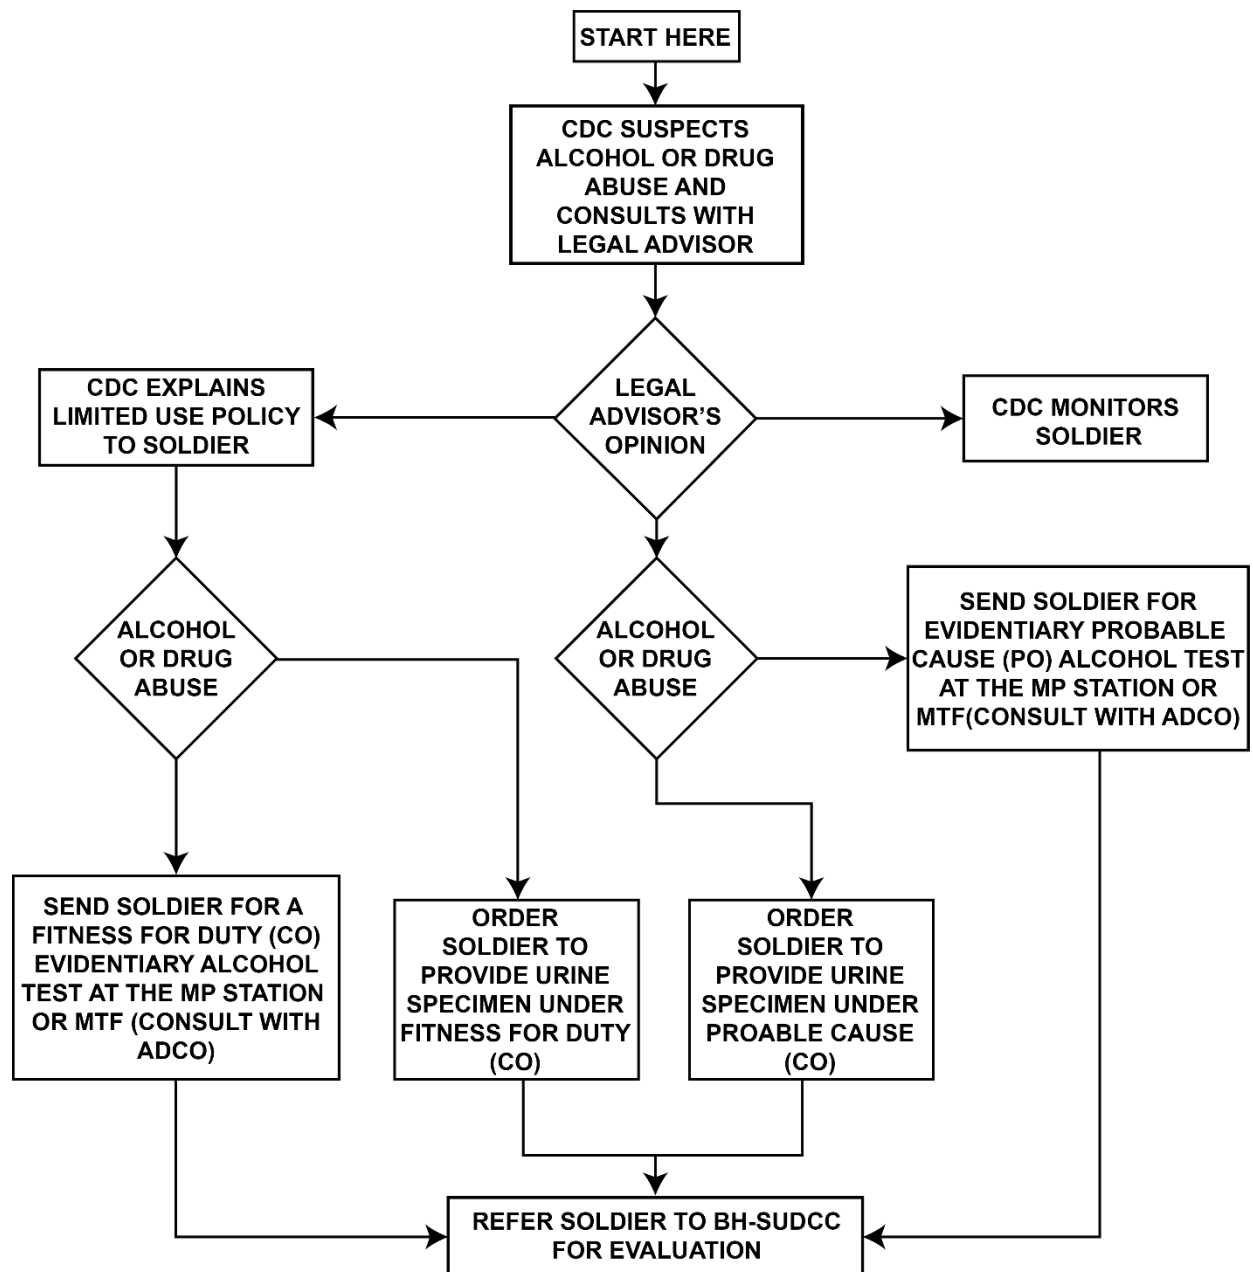 START HERE
CDC SUSPECTS
ALCOHOL OR DRUG
ABUSE AND
CONSULTS WITH
LEGAL ADVISOR
LEGAL
ADVISOR'S
OPINION
CDC EXPLAINS
LIMITED USE POLICY
TO SOLDIER
CDC MONITORS
SOLDIER
ALCOHOL
OR DRUG
ABUSE
ALCOHOL
OR DRUG
ABUSE
SEND SOLDIER FOR
EVIDENTIARY PROBABLE
CAUSE (PO) ALCOHOL TEST
AT THE MP STATION OR
MTF(CONSULT WITH ADCO)
SEND SOLDIER FOR A
FITNESS FOR DUTY (CO)
EVIDENTIARY ALCOHOL
TEST AT THE MP STATION
OR MTF (CONSULT WITH
ADCO)
ORDER
SOLDIER TO
PROVIDE URINE
SPECIMEN UNDER
FITNESS FOR DUTY
(CO)
ORDER
SOLDIER TO
PROVIDE URINE
SPECIMEN UNDER
PROABLE CAUSE
(CO)
REFER SOLDIER TO BH-SUDCC
FOR EVALUATION